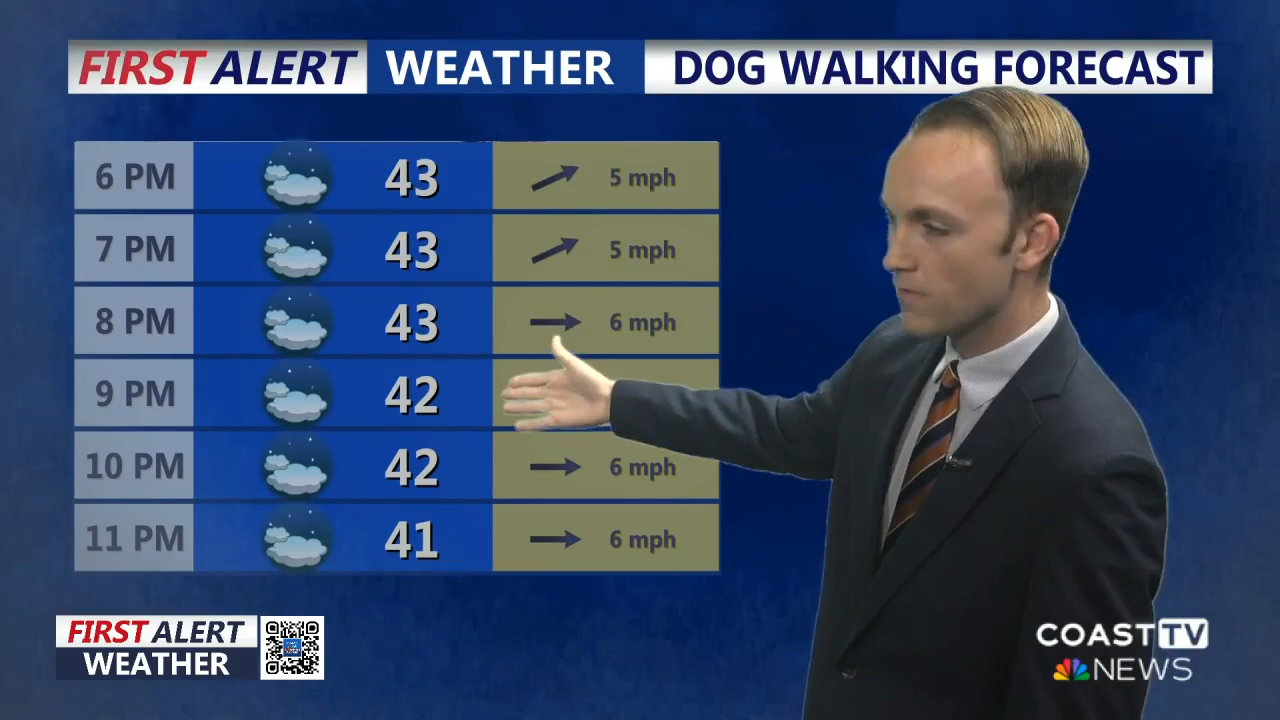 FIRST ALERT WEATHER DOG WALKING FORECAST
6 PM 43 5 mph
7 PM 43 5 mph
8 PM 43 6 mph
9 PM 42
10 PM 42 6 mph
11 PM 41 6 mph
FIRST ALERT
WEATHER
COAST TV
NEWS